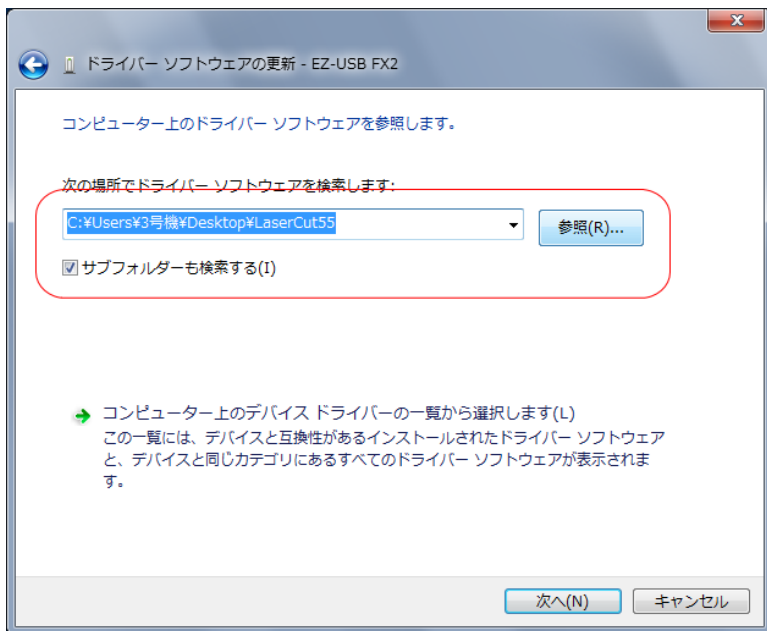 ドライバー ソフトウェアの更新 - EZ-USB FX2
コンピューター上のドライバー ソフトウェアを参照します。
次の場所でドライバー ソフトウェアを検索します:
C:¥Users¥3号機¥Desktop¥LaserCut55
参照(R)...
サブフォルダーも検索する(I)
コンピューター上のデバイス ドライバーの一覧から選択します(L)
この一覧には、デバイスと互換性があるインストールされたドライバー ソフトウェア
と、デバイスと同じカテゴリにあるすべてのドライバー ソフトウェアが表示されま
す。
次へ(N)
キャンセル